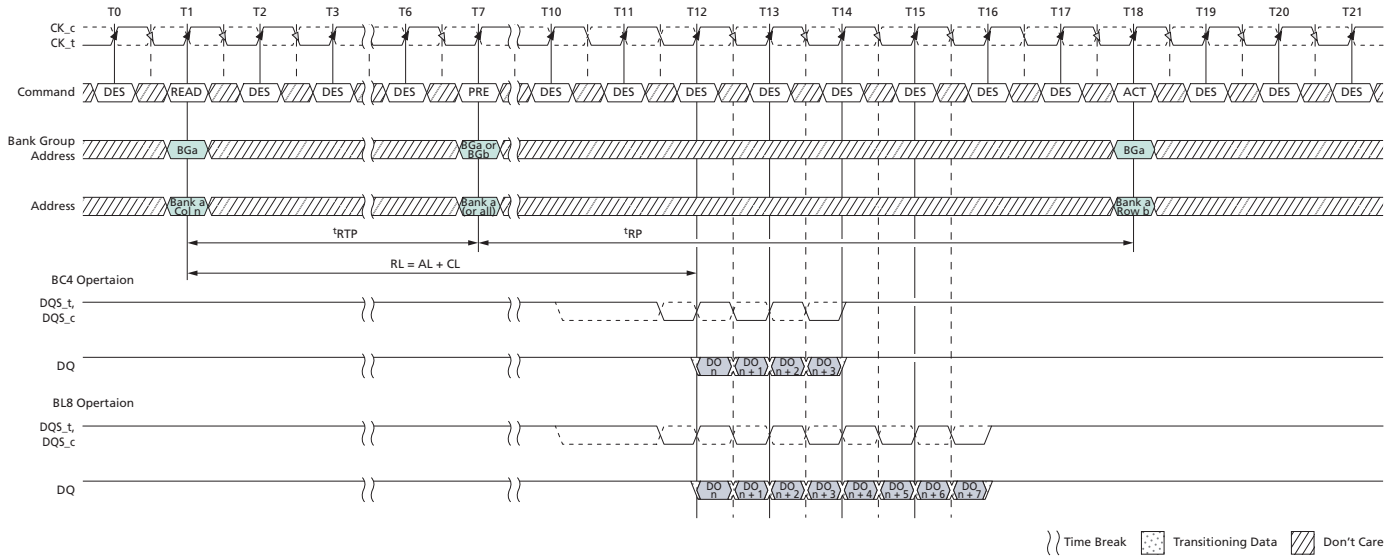 T0 T1 T2 T3 T6 T7 T10 T11 T12 T13 T14 T15 T16 T17 T18 T19 T20 T21
CK_c
CK_t
Command DES READ DES DES DES PRE DES DES DES DES DES DES DES DES ACT DES DES DES
Bank Group
Address
BGa
BGa or
BGb
BGa
Address
Bank a
Col n
Bank a
(or all)
Bank a
Row b
tRTP tRP
RL = AL + CL
BC4 Opertaion
DQS_t,
DQS_c
DQ
DO
n
DO
n + 1
DO
n + 2
DO
n + 3
BL8 Opertaion
DQS_t,
DQS_c
DQ
DO
n
DO
n + 1
DO
n + 2
DO
n + 3
DO
n + 4
DO
n + 5
DO
n + 6
DO
n + 7
Time Break Transitioning Data Don't Care